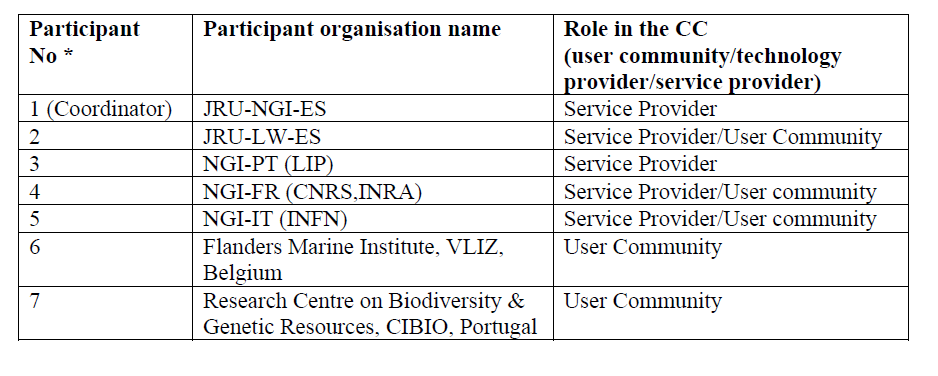 Participant No *
Participant organisation name
Role in the CC (user community/technology provider/service provider)
1 (Coordinator)
JRU-NGI-ES
Service Provider
2
JRU-LW-ES
Service Provider/User Community
3
NGI-PT (LIP)
Service Provider
4
NGI-FR (CNRS,INRA)
Service Provider/User community
5
NGI-IT (INFN)
Service Provider/User community
6
Flanders Marine Institute, VLIZ,
Belgium
User Community
7
Research Centre on Biodiversity &
Genetic Resources, CIBIO, Portugal
User Community